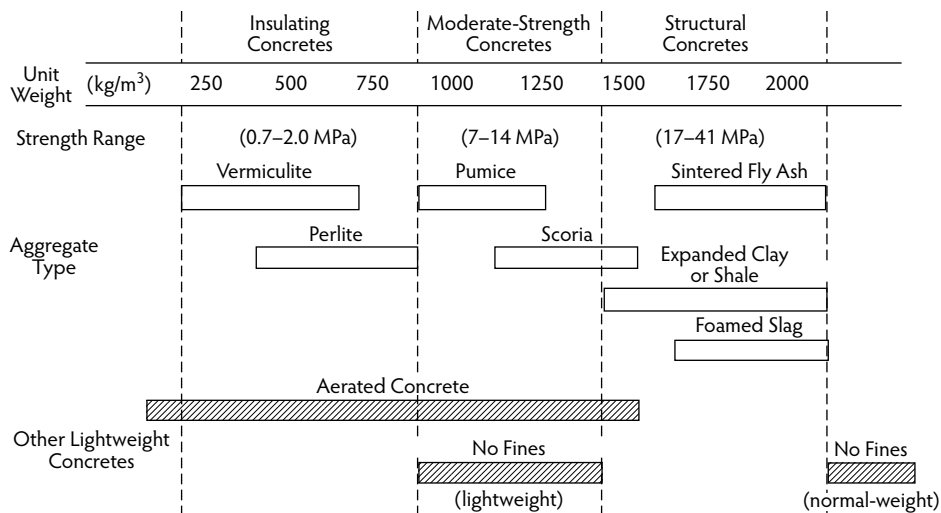 Insulating
Concretes
Moderate-Strength
Concretes
Structural
Concretes
Unit
Weight
(kg/m³) 250 500 750 1000 1250 1500 1750 2000
Strength Range (0.7–2.0 MPa) (7–14 MPa) (17–41 MPa)
Vermiculite Pumice Sintered Fly Ash
Aggregate
Type
Perlite Scoria
Expanded Clay
or Shale
Foamed Slag
Aerated Concrete
Other Lightweight
Concretes
No Fines
(lightweight)
No Fines
(normal-weight)